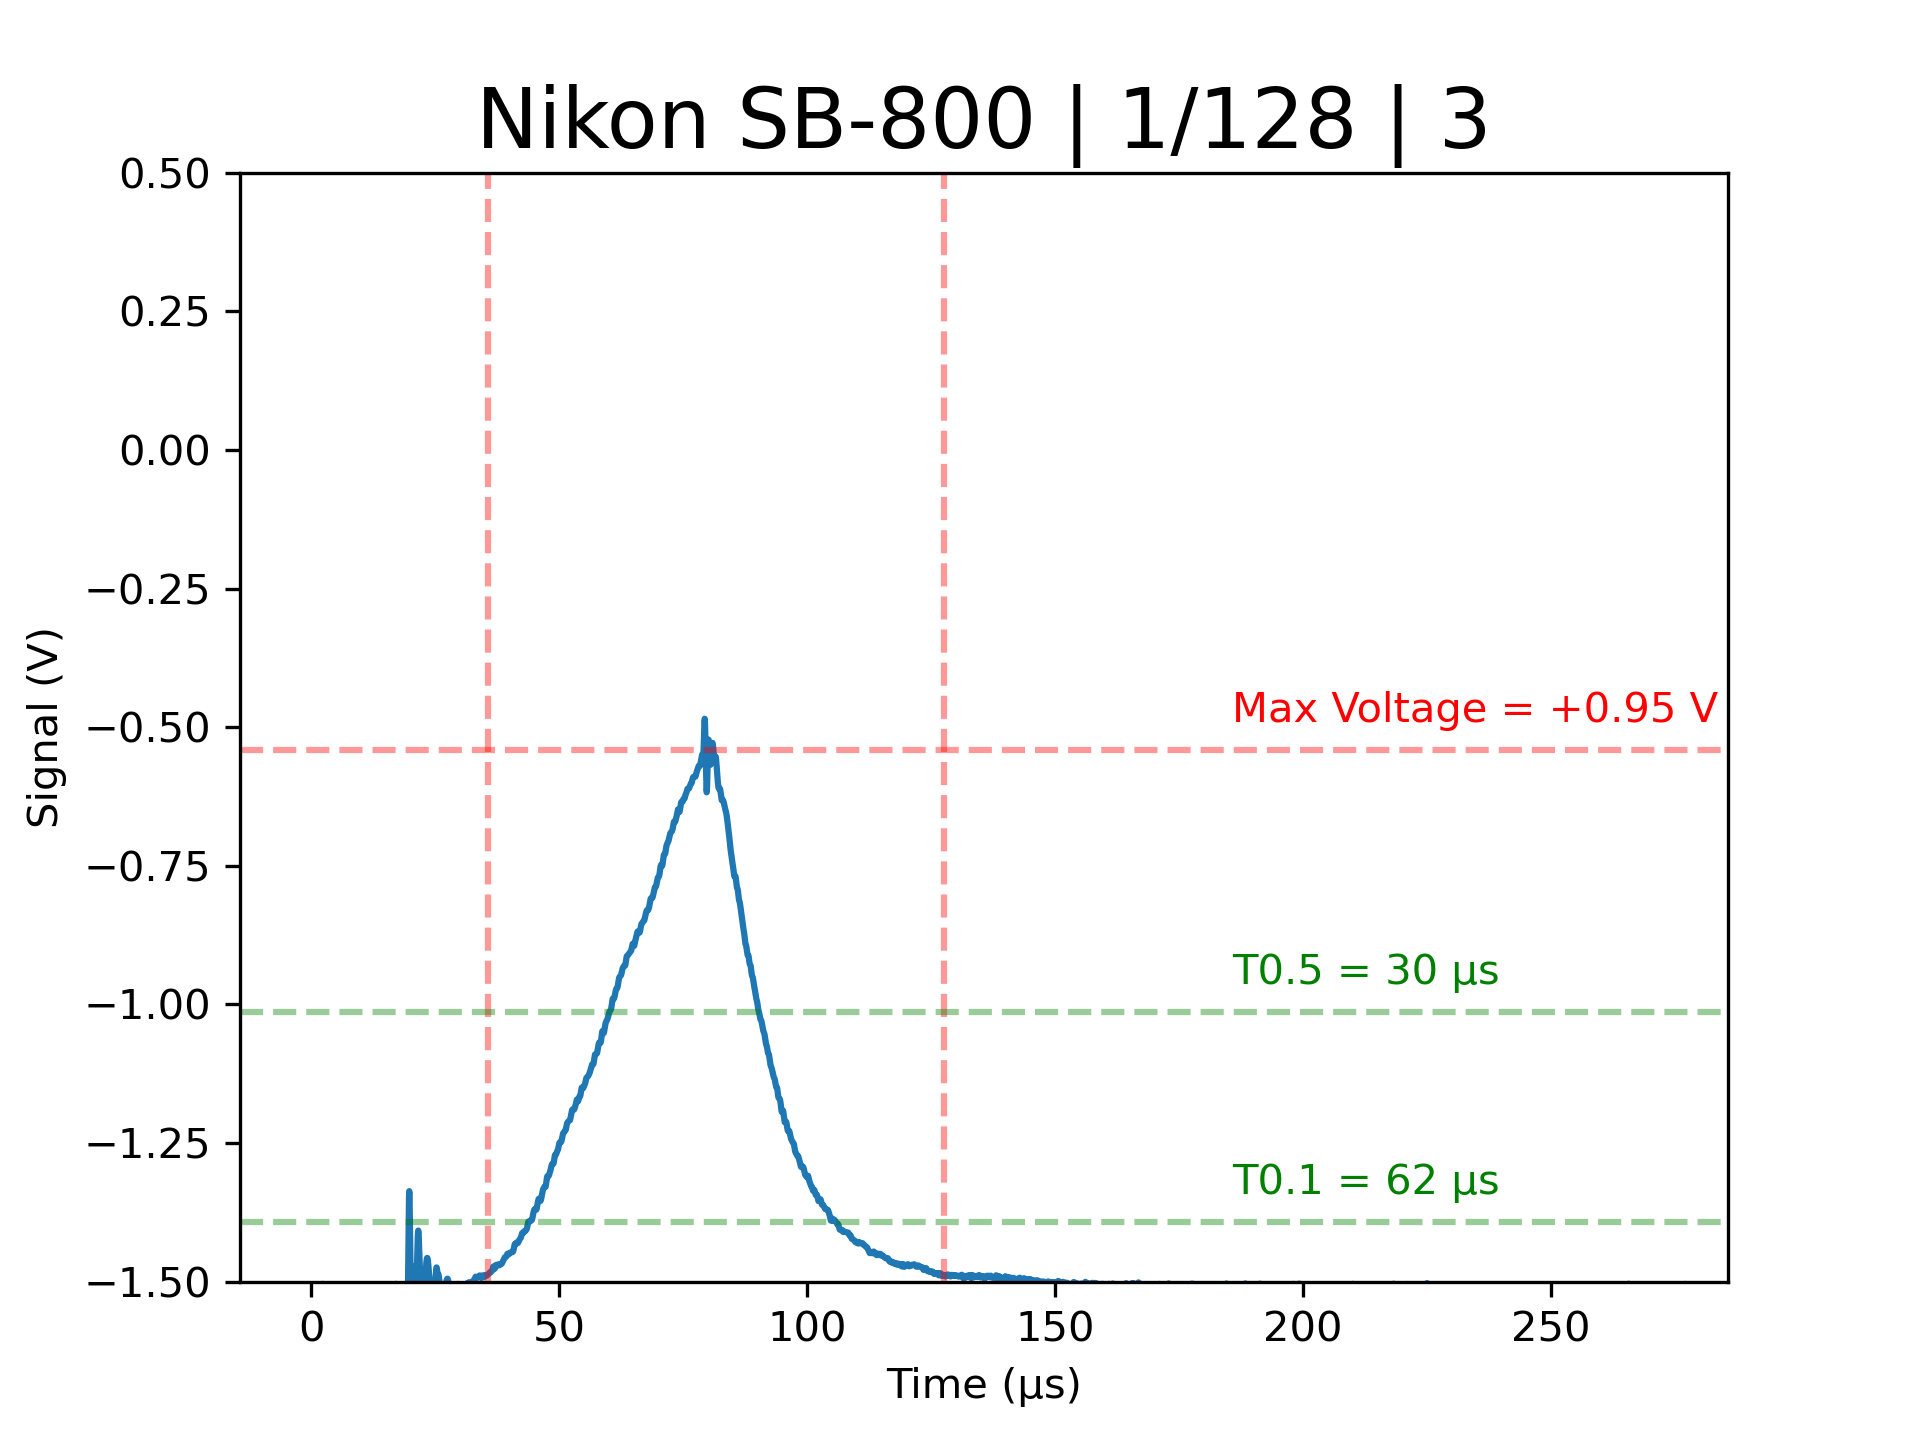 Nikon SB-800 | 1/128 | 3
0.50
0.25
0.00
−0.25
−0.50
−0.75
−1.00
−1.25
−1.50
Signal (V)
Max Voltage = +0.95 V
T0.5 = 30 µs
T0.1 = 62 µs
0 50 100 150 200 250
Time (µs)